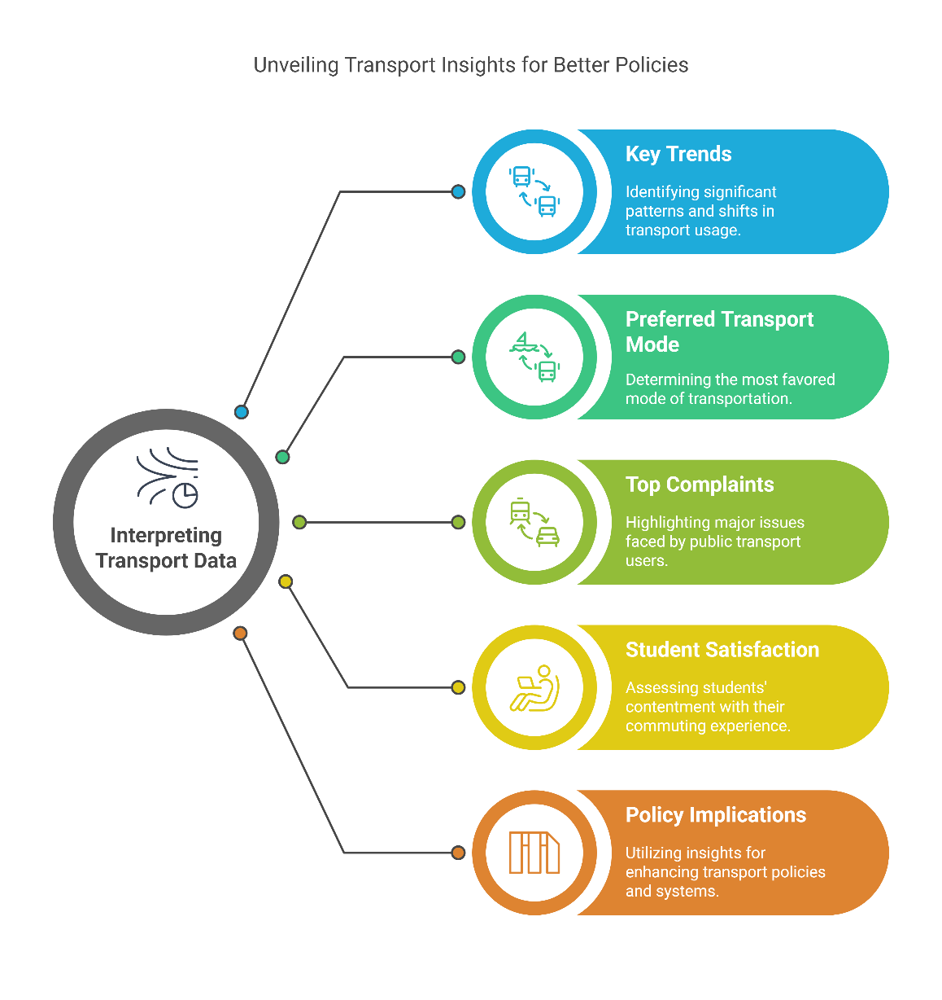 Unveiling Transport Insights for Better Policies
Key Trends
Identifying significant
patterns and shifts in
transport usage.
Preferred Transport
Mode
Determining the most favored
mode of transportation.
Top Complaints
Highlighting major issues
faced by public transport
users.
Interpreting
Transport Data
Student Satisfaction
Assessing students'
contentment with their
commuting experience.
Policy Implications
Utilizing insights for
enhancing transport policies
and systems.